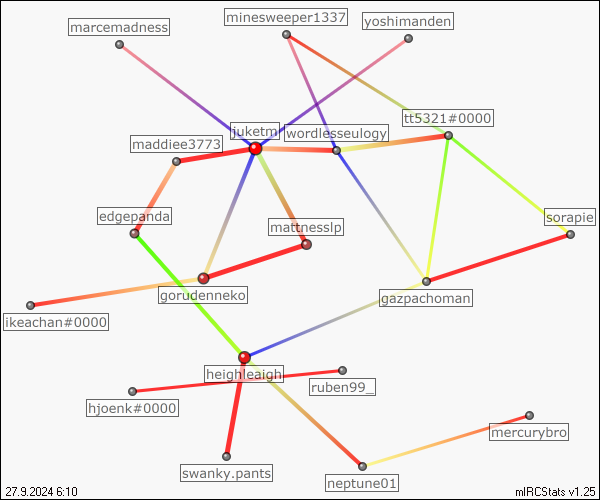 minesweeper1337
marcemadness
yoshimanden
tt5321#0000
juketm
wordlesseulogy
maddiee3773
edgepanda
sorapie
mattnesslp
gorudenneko
gazpachoman
ikeachan#0000
heighleaigh
ruben99_
hjoenk#0000
mercurybro
swanky.pants
neptune01
27.9.2024 6:10
mIRCStats v1.25